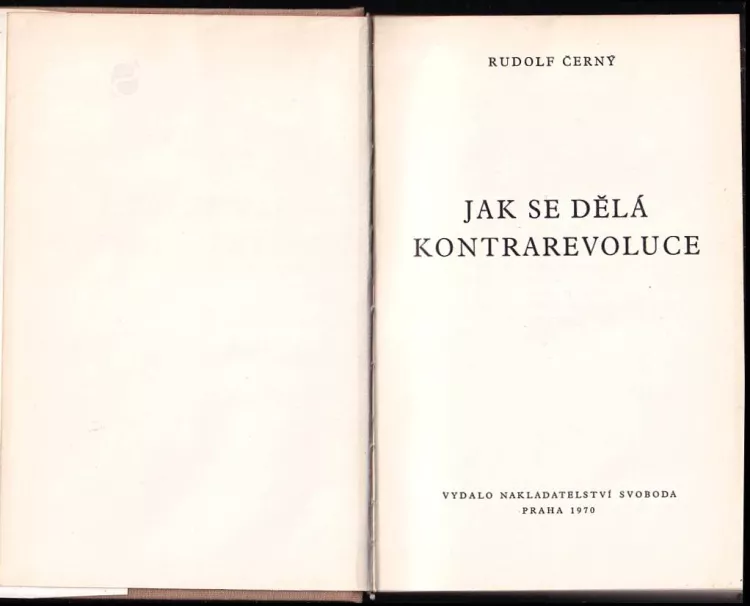 RUDOLF ČERNÝ
JAK SE DĚLÁ
KONTRAREVOLUCE
VYDALO NAKLADATELSTVÍ SVOBODA
PRAHA 1970